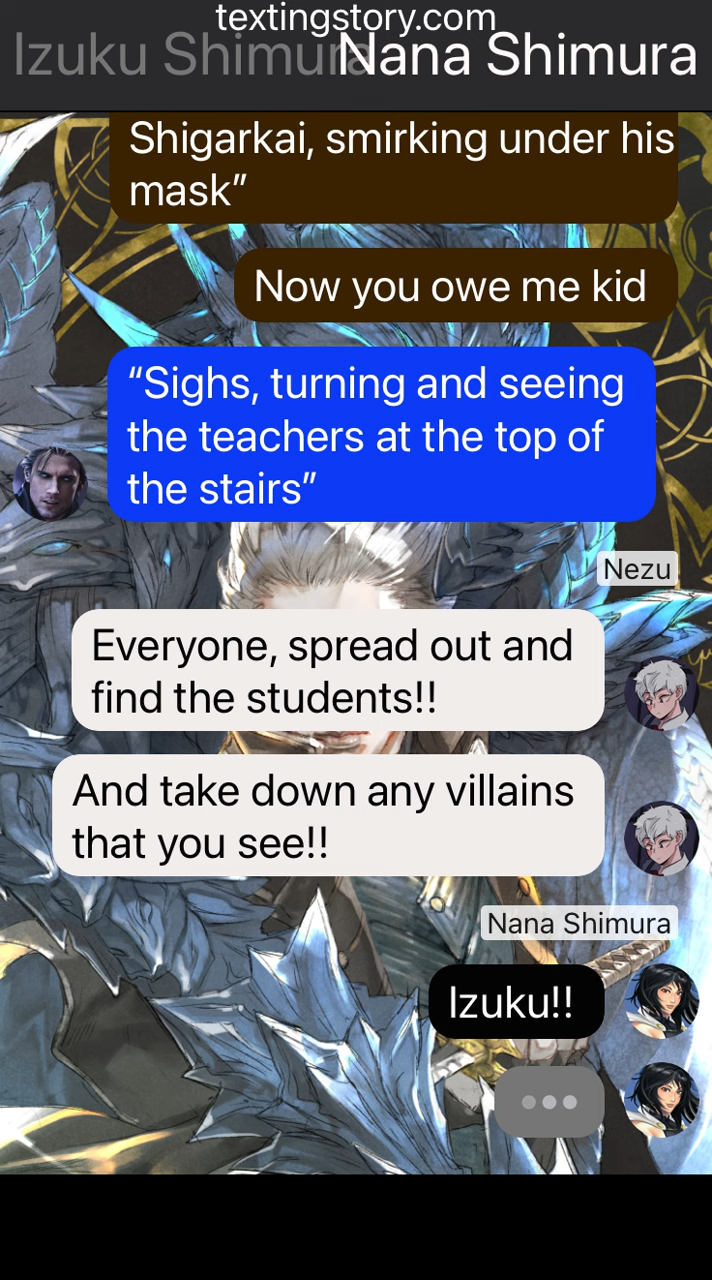 textingstory.com
Izuku Shimura Nana Shimura
Shigarkai, smirking under his
mask”
Now you owe me kid
“Sighs, turning and seeing
the teachers at the top of
the stairs”
Nezu
Everyone, spread out and
find the students!!
And take down any villains
that you see!!
Nana Shimura
Izuku!!